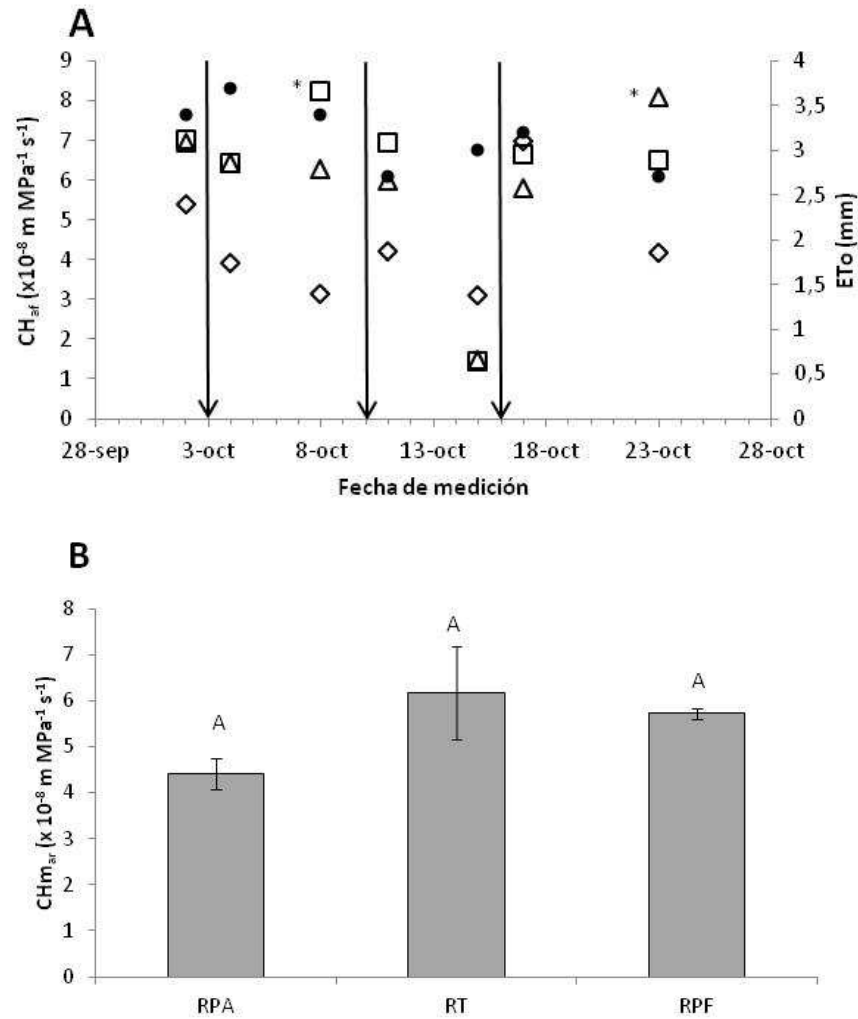 A
9
8
7
6
5
4
3
2
1
0
CH_af (x10⁻⁸ m MPa⁻¹ s⁻¹)
*
*
4
3,5
3
2,5
2
1,5
1
0,5
0
ETo (mm)
28-sep 3-oct 8-oct 13-oct 18-oct 23-oct 28-oct
Fecha de medición
B
8
7
6
5
4
3
2
1
0
CHm_ar (x 10⁻⁸ m MPa⁻¹ s⁻¹)
A
A
A
RPA RT RPF